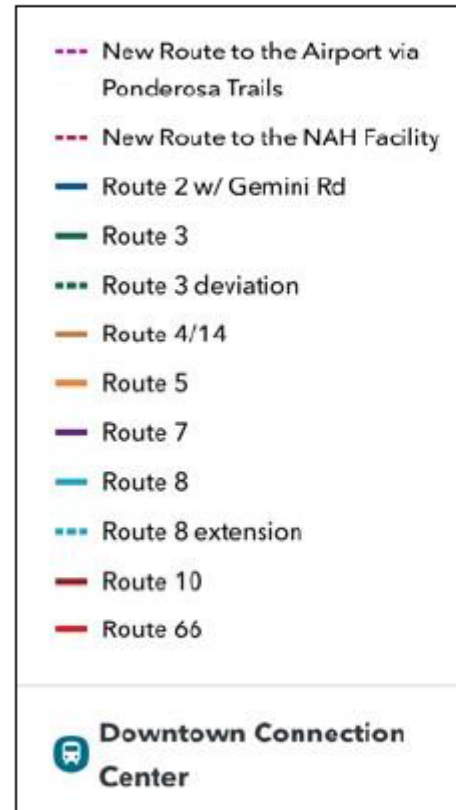 New Route to the Airport via
Ponderosa Trails
New Route to the NAH Facility
Route 2 w/ Gemini Rd
Route 3
Route 3 deviation
Route 4/14
Route 5
Route 7
Route 8
Route 8 extension
Route 10
Route 66
Downtown Connection
Center